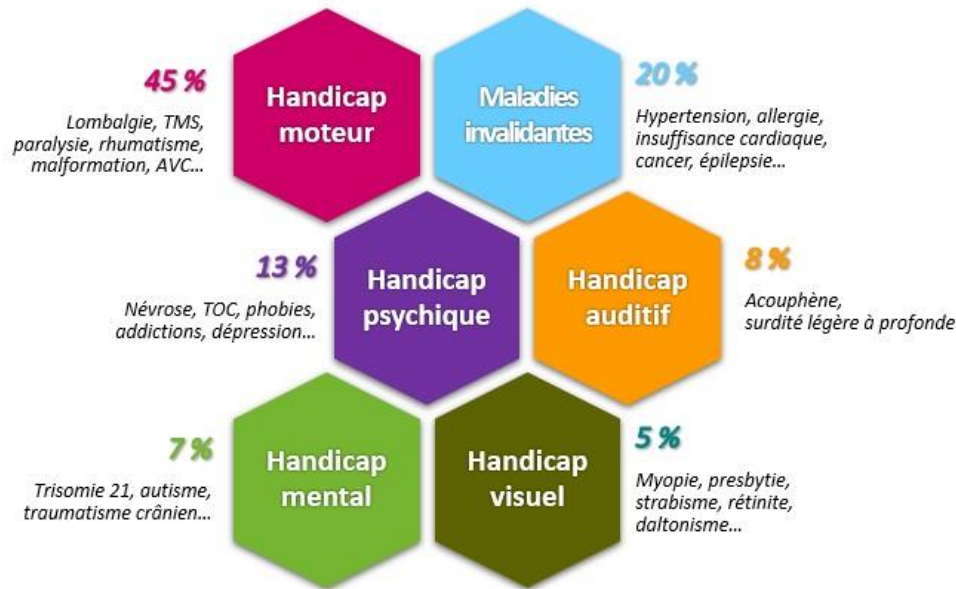 45 %
Lombalgie, TMS,
paralysie, rhumatisme,
malformation, AVC...
Handicap
moteur
Maladies
invalidantes
20 %
Hypertension, allergie,
insuffisance cardiaque,
cancer, épilepsie...
13 %
Névrose, TOC, phobies,
addictions, dépression...
Handicap
psychique
Handicap
auditif
8 %
Acouphène,
surdité légère à profonde
7 %
Trisomie 21, autisme,
traumatisme crânien...
Handicap
mental
Handicap
visuel
5 %
Myopie, presbytie,
strabisme, rétinite,
daltonisme...